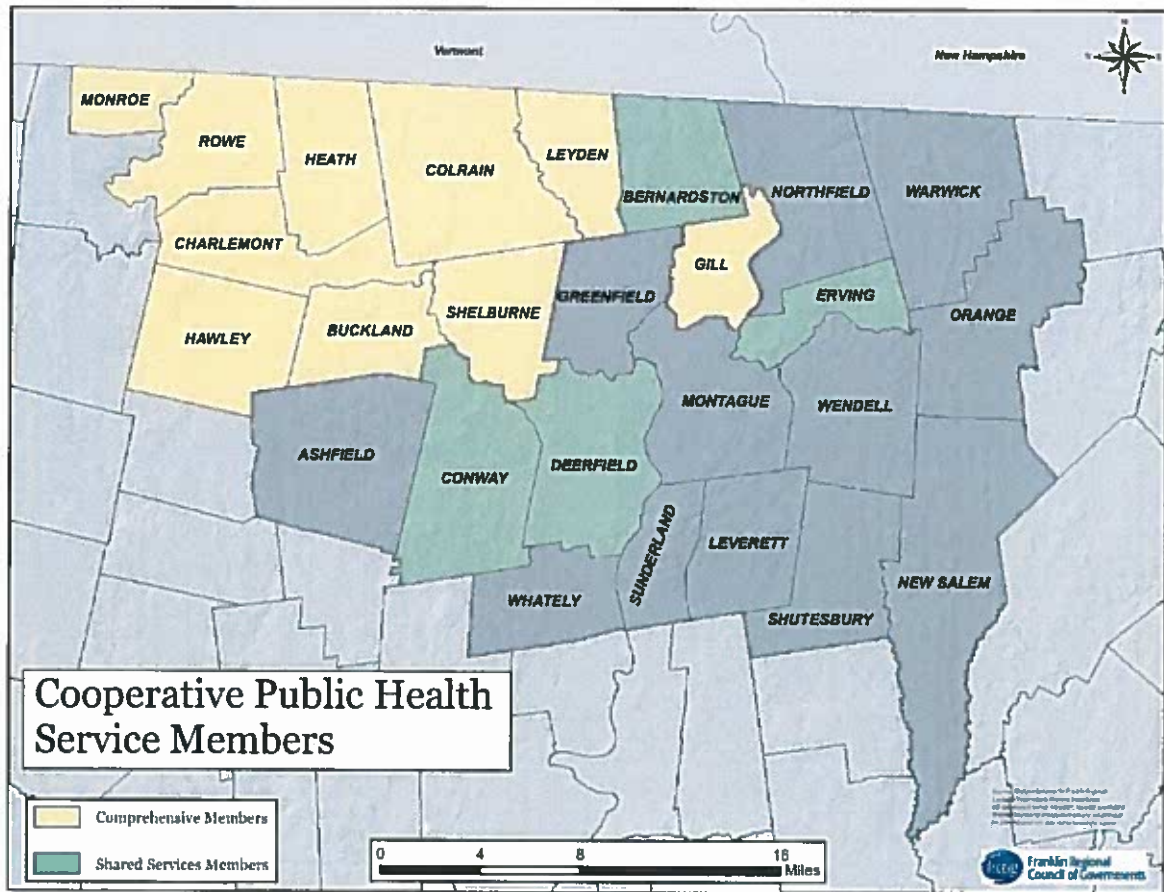 Vermont
New Hampshire
N
MONROE
ROWE
HEATH
COLRAIN
LEYDEN
BERNARDSTON
NORTHFIELD
WARWICK
CHARLEMONT
GILL
GREENFIELD
ERVING
SHELBURNE
ORANGE
HAWLEY
BUCKLAND
MONTAGUE
WENDELL
ASHFIELD
CONWAY
DEERFIELD
SUNDERLAND
LEVERETT
NEW SALEM
WHATELY
SHUTESBURY
Cooperative Public Health
Service Members
Comprehensive Members
Shared Services Members
0 4 8 16
Miles
Franklin Regional
Council of Governments